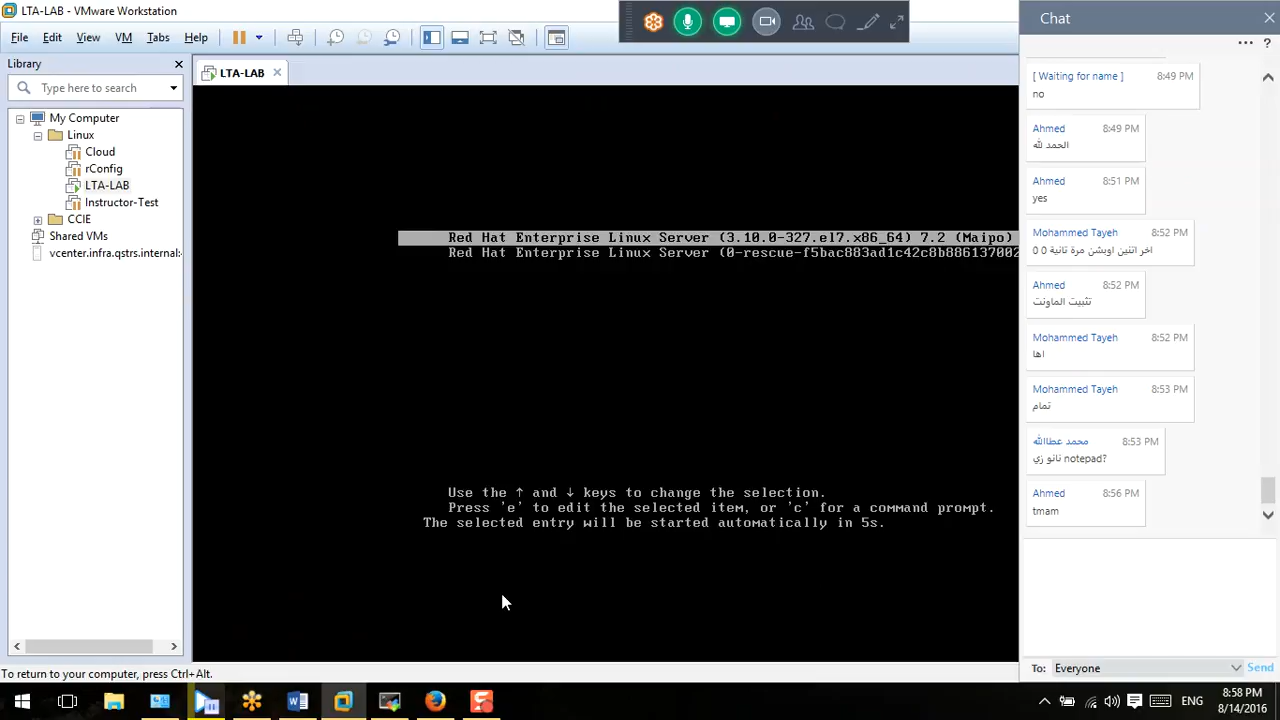 LTA-LAB - VMware Workstation
File Edit View VM Tabs Help
Library
Type here to search
My Computer
Linux
Cloud
rConfig
LTA-LAB
Instructor-Test
CCIE
Shared VMs
vcenter.infra.qstrs.internal:
LTA-LAB
Red Hat Enterprise Linux Server (3.10.0-327.el7.x86_64) 7.2 (Maipo)
Red Hat Enterprise Linux Server (0-rescue-f5bac883ad1c42c8b886137002
Use the ↑ and ↓ keys to change the selection.
Press 'e' to edit the selected item, or 'c' for a command prompt.
The selected entry will be started automatically in 5s.
Chat
[ Waiting for name ] 8:49 PM
no
Ahmed 8:49 PM
الحمد لله
Ahmed 8:51 PM
yes
Mohammed Tayeh 8:52 PM
اخر اتنين اوبشن مرة تانية 0 0
Ahmed 8:52 PM
تثبيت الماونت
Mohammed Tayeh 8:52 PM
اها
Mohammed Tayeh 8:53 PM
تمام
محمد عطاالله 8:53 PM
نانو زي notepad?
Ahmed 8:56 PM
tmam
To: Everyone Send
To return to your computer, press Ctrl+Alt.
ENG
8:58 PM
8/14/2016